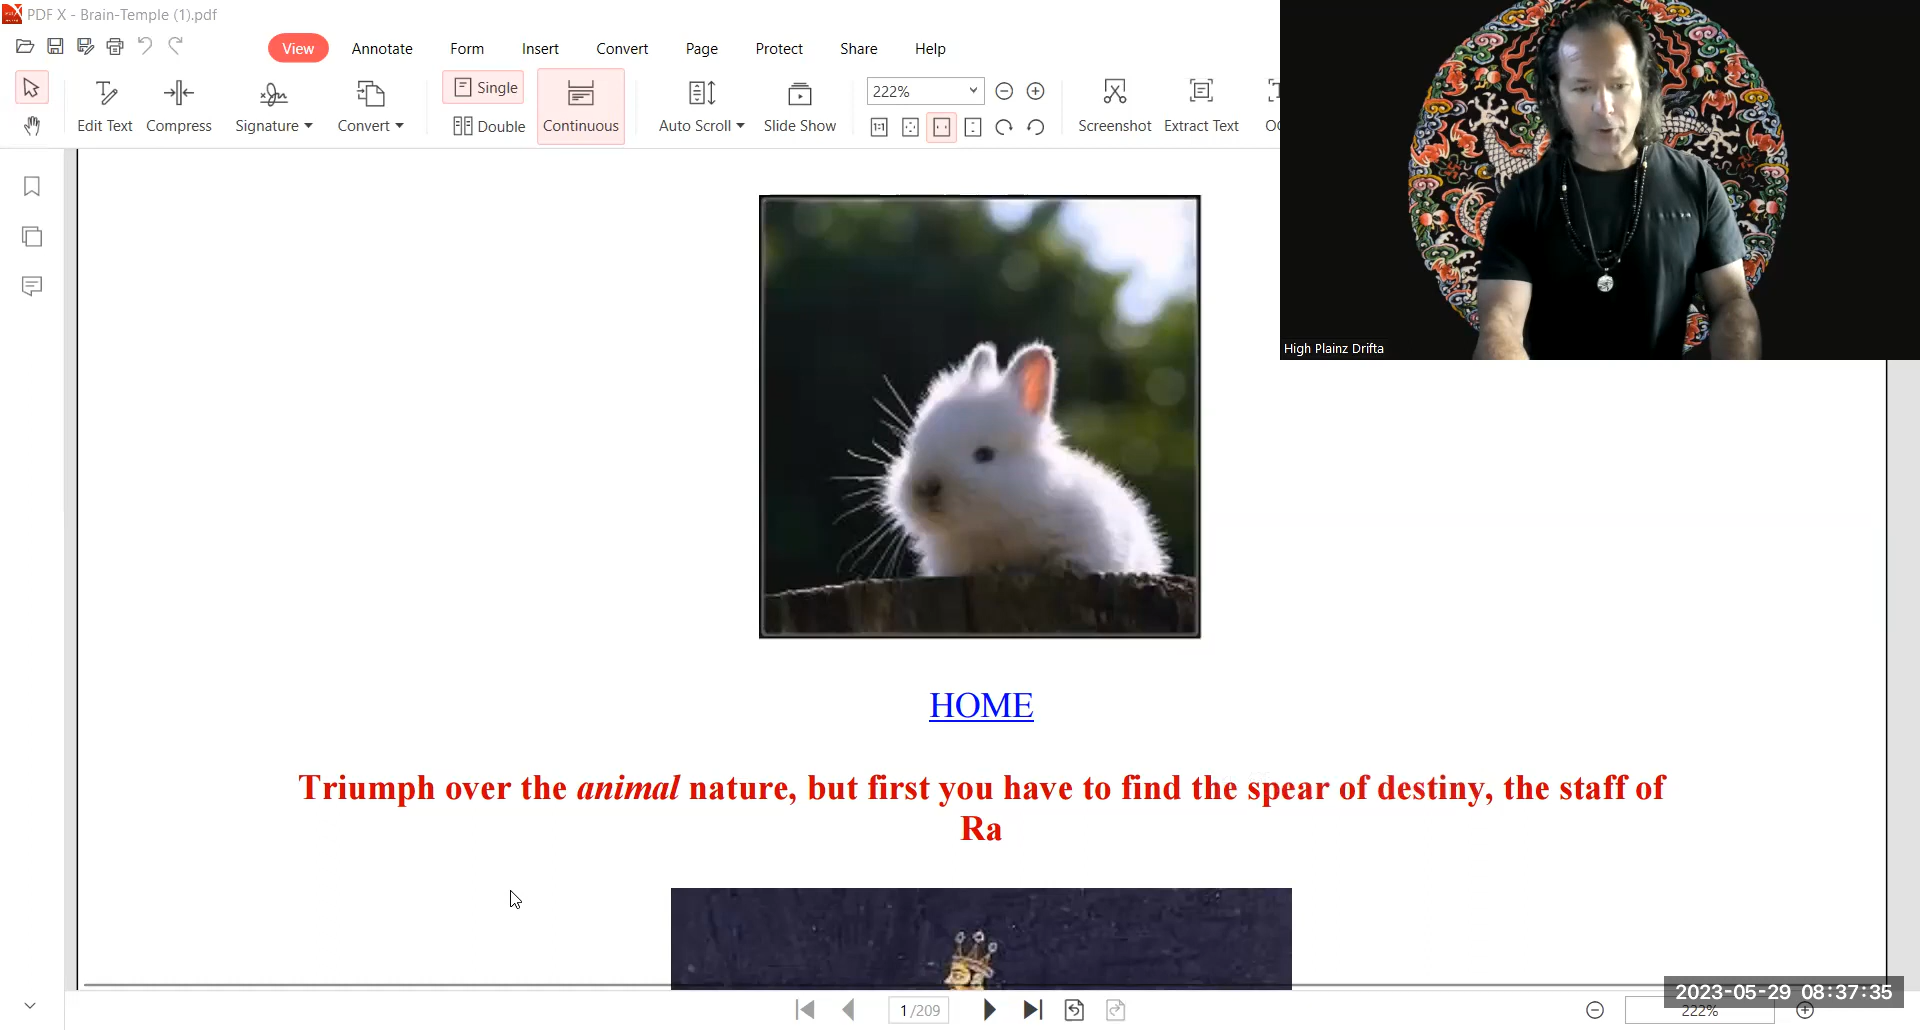 PDF X - Brain-Temple (1).pdf
View Annotate Form Insert Convert Page Protect Share Help
Edit Text Compress Signature Convert Single Double Continuous Auto Scroll Slide Show 222% 1:1 Screenshot Extract Text
High Plainz Drifta
HOME
Triumph over the animal nature, but first you have to find the spear of destiny, the staff of
Ra
1 /209
2023-05-29 08:37:35
222%